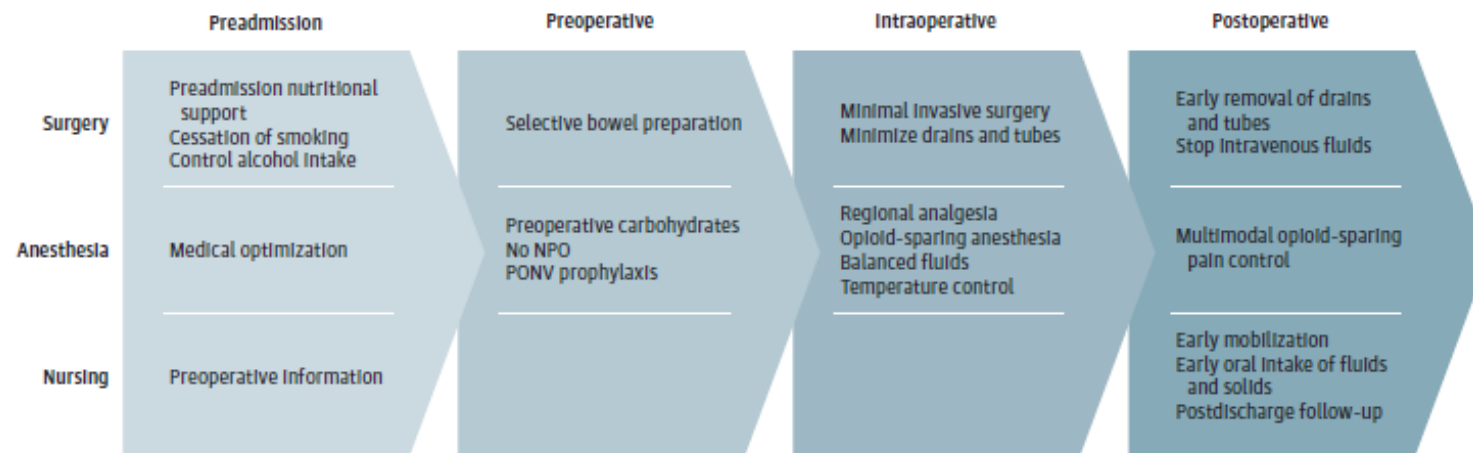 Preadmission
Preoperative
Intraoperative
Postoperative
Surgery
Preadmission nutritional
support
Cessation of smoking
Control alcohol intake
Selective bowel preparation
Minimal invasive surgery
Minimize drains and tubes
Early removal of drains
and tubes
Stop intravenous fluids
Anesthesia
Medical optimization
Preoperative carbohydrates
No NPO
PONV prophylaxis
Regional analgesia
Opioid-sparing anesthesia
Balanced fluids
Temperature control
Multimodal opioid-sparing
pain control
Nursing
Preoperative information
Early mobilization
Early oral intake of fluids
and solids
Postdischarge follow-up